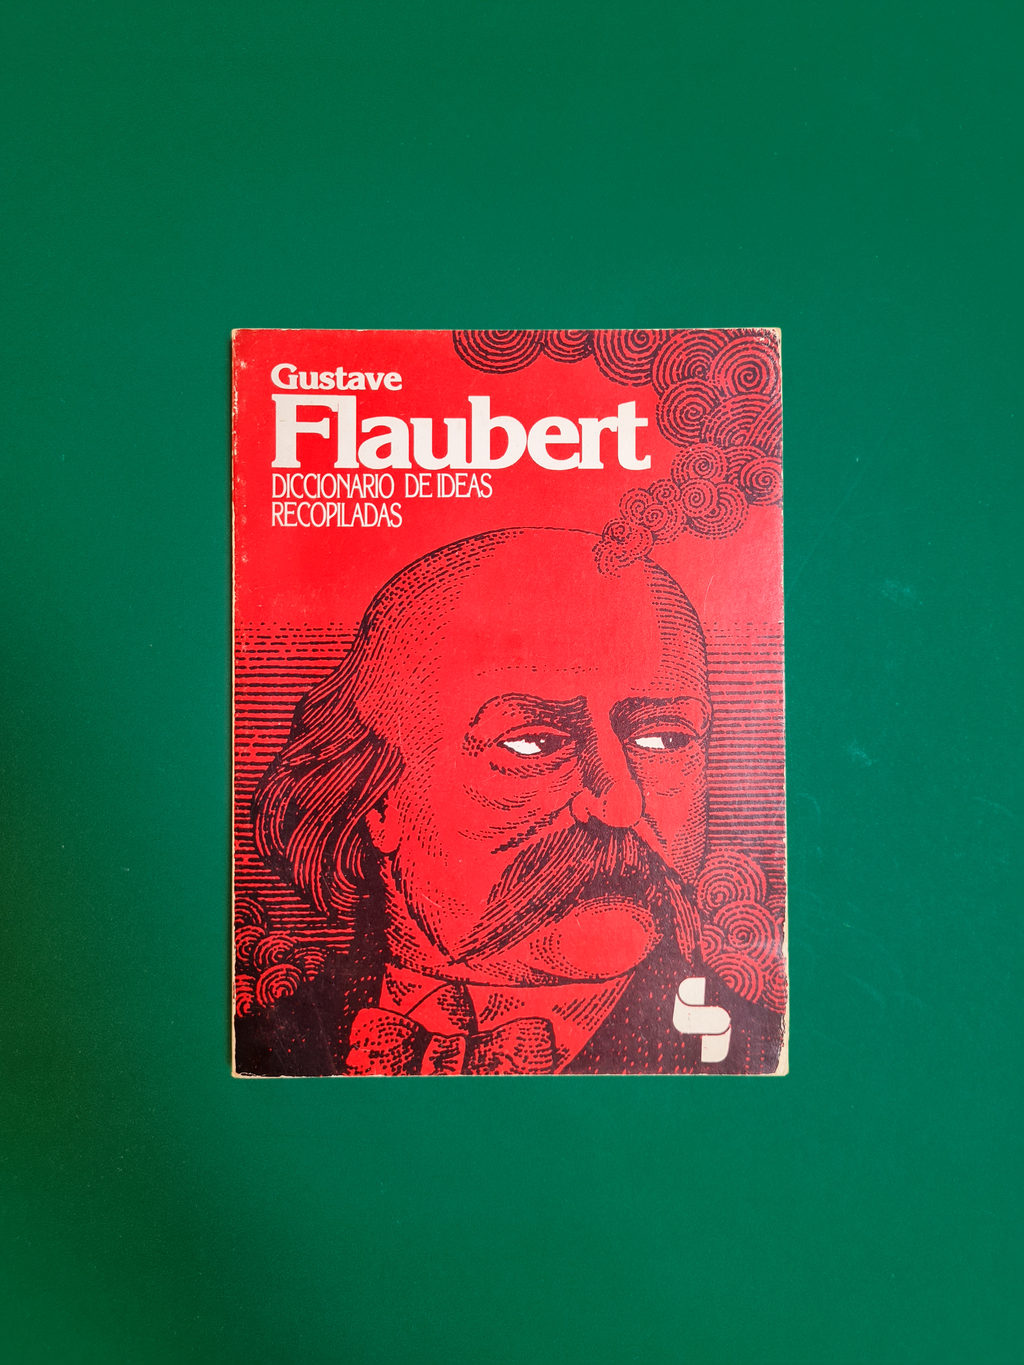 Gustave
Flaubert
DICCIONARIO DE IDEAS
RECOPILADAS